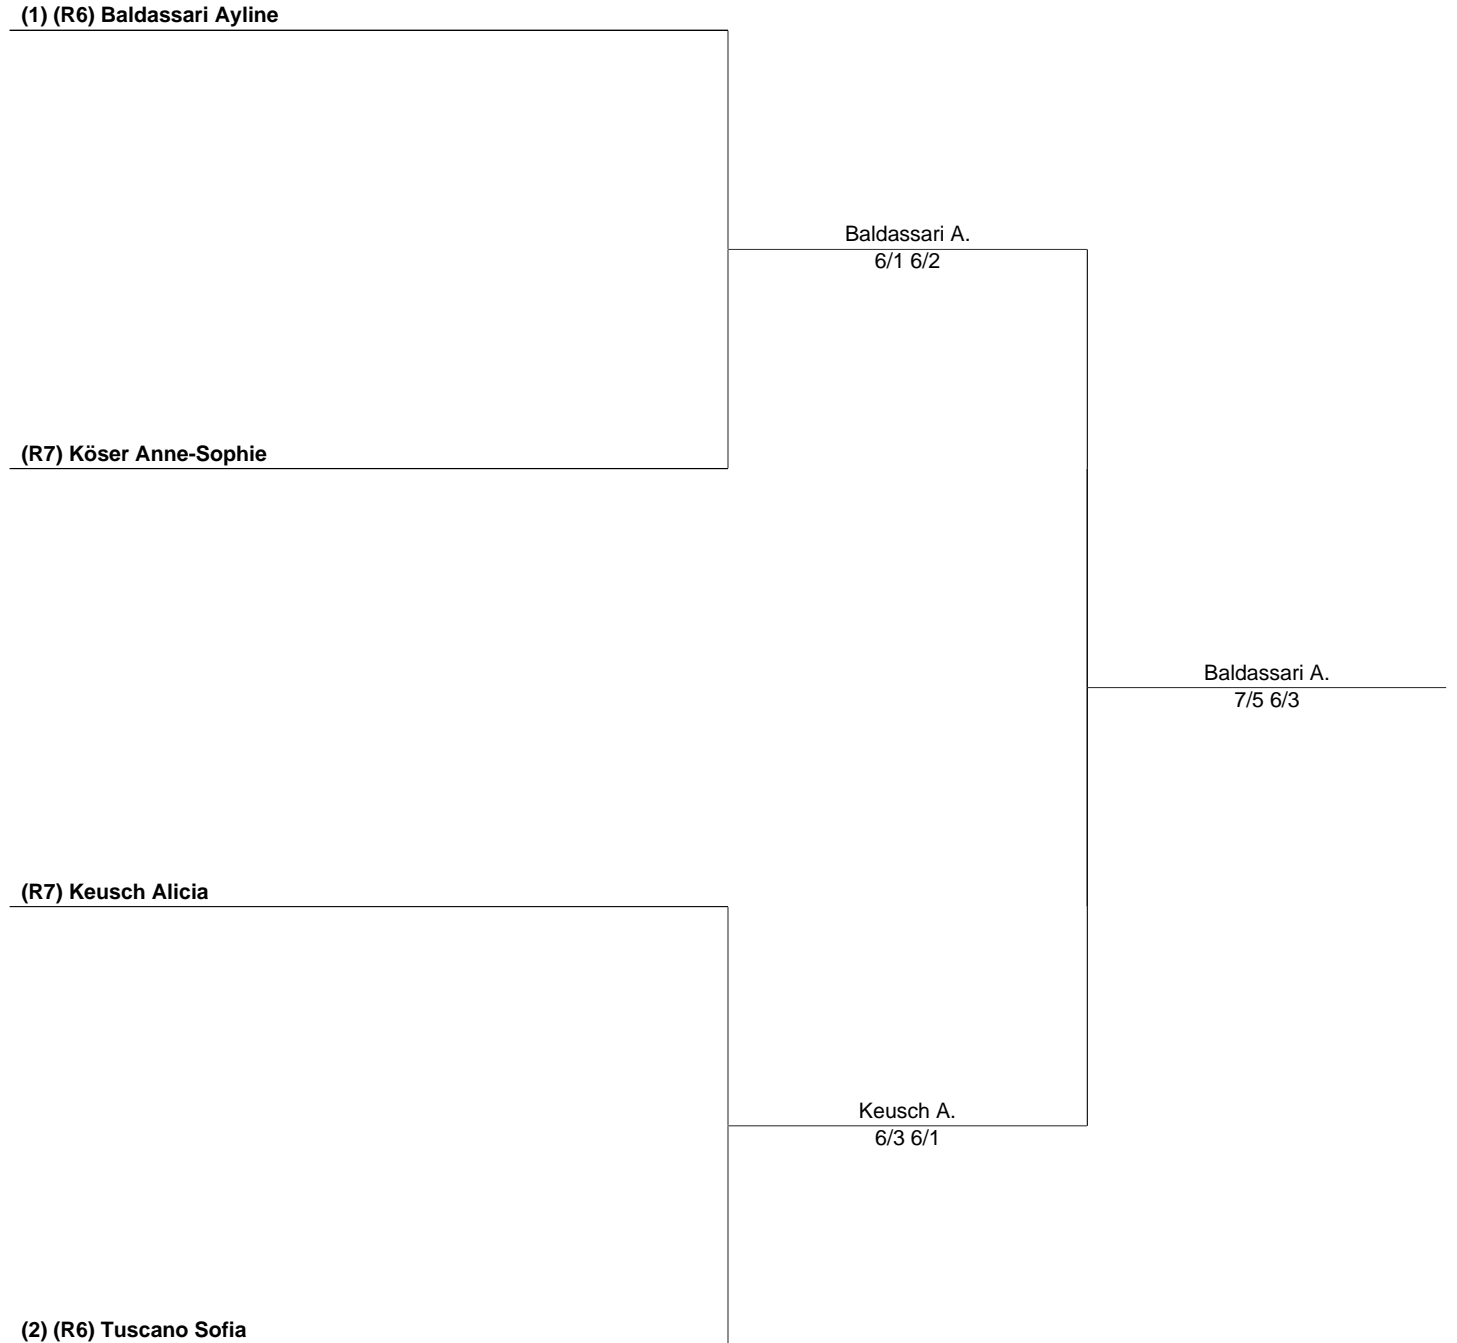 (1) (R6) Baldassari Ayline
Baldassari A.
6/1 6/2
(R7) Köser Anne-Sophie
Baldassari A.
7/5 6/3
(R7) Keusch Alicia
Keusch A.
6/3 6/1
(2) (R6) Tuscano Sofia